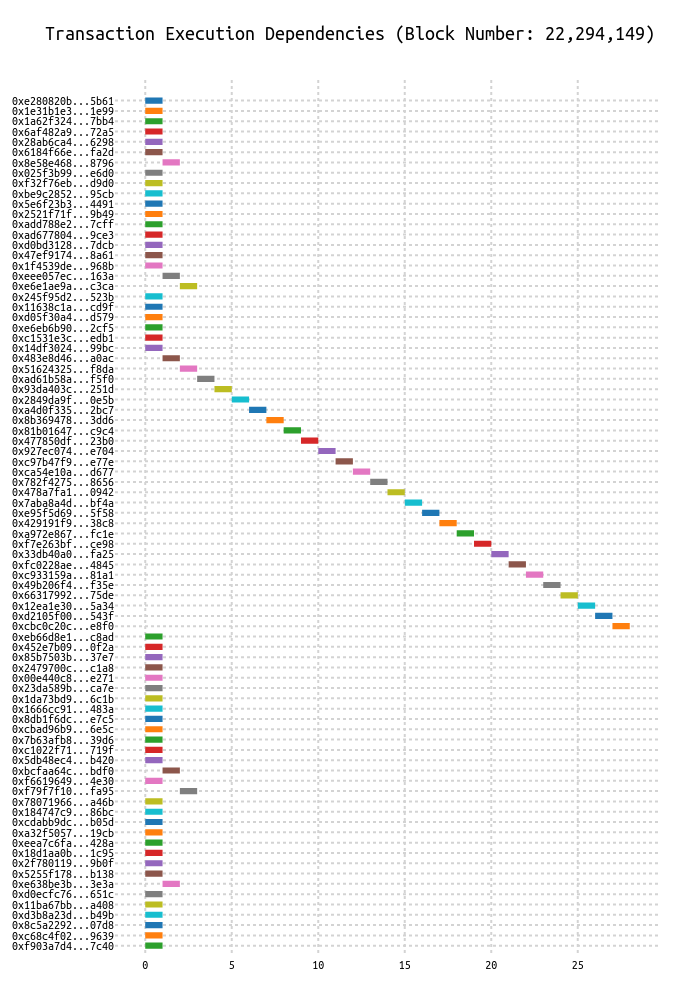 Transaction Execution Dependencies (Block Number: 22,294,149)
0xe280820b...5b61
0x1e31b1e3...1e99
0x1a62f324...7bb4
0x6af482a9...72a5
0x28ab6ca4...6298
0x6184f66e...fa2d
0x8e58e468...8796
0x025f3b99...e6d0
0xf32f76eb...d9d0
0xbe9c2852...95cb
0x5e6f23b3...4491
0x2521f71f...9b49
0xadd788e2...7cff
0xad677804...9ce3
0xd0bd3128...7dcb
0x47ef9174...8a61
0x1f4539de...968b
0xeee057ec...163a
0xe6e1ae9a...c3ca
0x245f95d2...523b
0x11638c1a...cd9f
0xd05f30a4...d579
0xe6eb6b90...2cf5
0xc1531e3c...edb1
0x14df3024...99bc
0x483e8d46...a0ac
0x51624325...f8da
0xad61b58a...f5f0
0x93da403c...251d
0x2849da9f...0e5b
0xa4d0f335...2bc7
0x8b369478...3dd6
0x81b01647...c9c4
0x477850df...23b0
0x927ec074...e704
0xc97b47f9...e77e
0xca54e10a...d677
0x782f4275...8656
0x478a7fa1...0942
0x7aba8a4d...bf4a
0xe95f5d69...5f58
0x429191f9...38c8
0xa972e867...fc1e
0xf7e263bf...ce98
0x33db40a0...fa25
0xfc0228ae...4845
0xc933159a...81a1
0x49b206f4...f35e
0x66317992...75de
0x12ea1e30...5a34
0xd2105f00...543f
0xcbc0c20c...e8f0
0xeb66d8e1...c8ad
0x452e7b09...0f2a
0x85b7503b...37e7
0x2479700c...c1a8
0x00e440c8...e271
0x23da589b...ca7e
0x1da73bd9...6c1b
0x1666cc91...483a
0x8db1f6dc...e7c5
0xcbad96b9...6e5c
0x7b63afb8...39d6
0xc1022f71...719f
0x5db48ec4...b420
0xbcfaa64c...bdf0
0xf6619649...4e30
0xf79f7f10...fa95
0x78071966...a46b
0x184747c9...86bc
0xcdabb9dc...b05d
0xa32f5057...19cb
0xeea7c6fa...428a
0x18d1aa0b...1c95
0x2f780119...9b0f
0x5255f178...b138
0xe638be3b...3e3a
0xd0ecfc76...651c
0x11ba67bb...a408
0xd3b8a23d...b49b
0x8c5a2292...07d8
0xc68c4f02...9639
0xf903a7d4...7c40
0 5 10 15 20 25